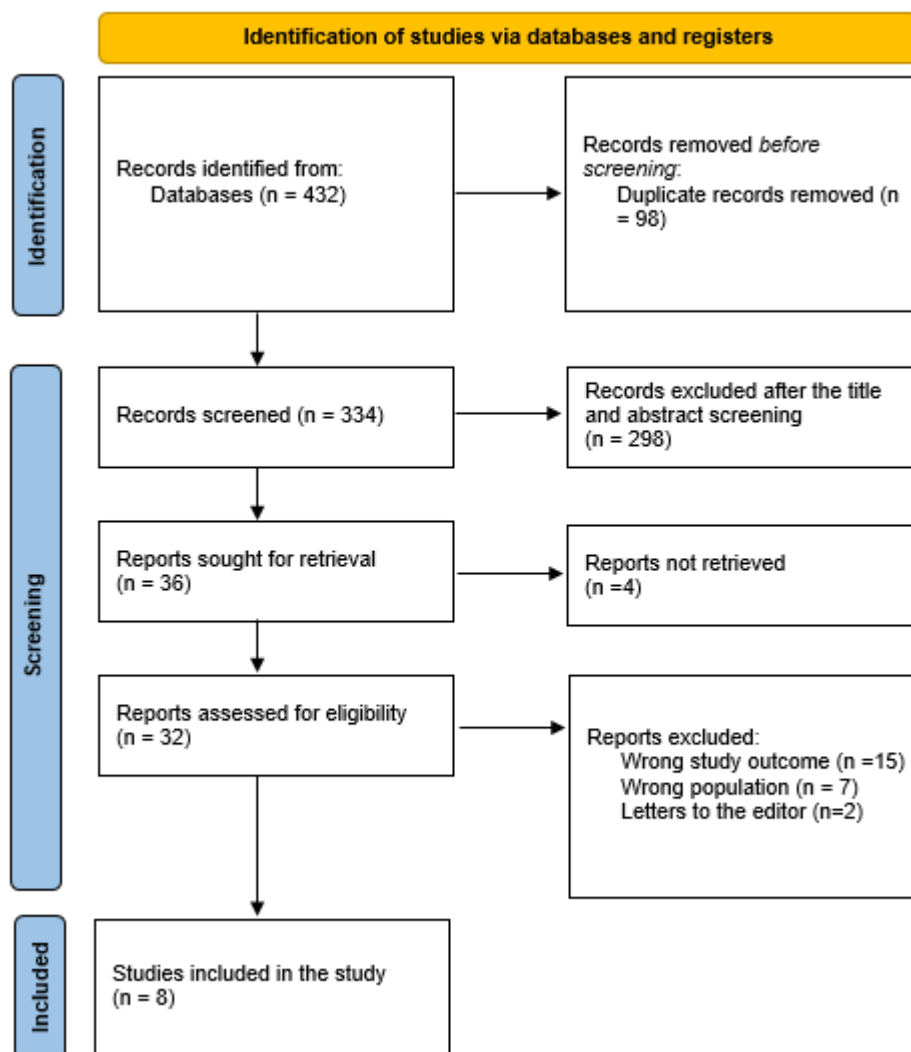 Identification of studies via databases and registers
Identification
Records identified from:
Databases (n = 432)
Records removed before
screening:
Duplicate records removed (n
= 98)
Screening
Records screened (n = 334)
Records excluded after the title
and abstract screening
(n = 298)
Reports sought for retrieval
(n = 36)
Reports not retrieved
(n =4)
Reports assessed for eligibility
(n = 32)
Reports excluded:
Wrong study outcome (n =15)
Wrong population (n = 7)
Letters to the editor (n=2)
Included
Studies included in the study
(n = 8)